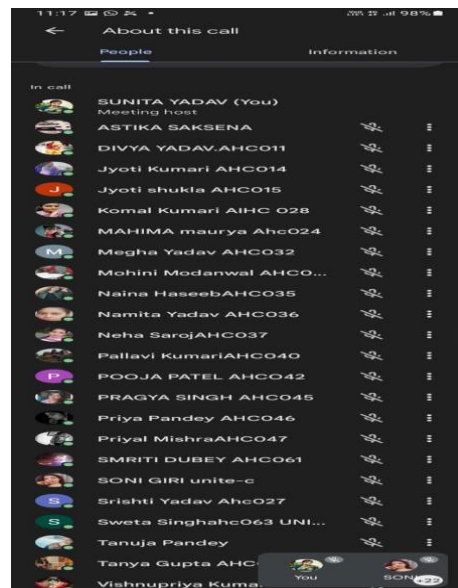 11:17
98%
About this call
People
Information
In call
SUNITA YADAV (You)
Meeting host
ASTIKA SAKSENA
DIVYA YADAV.AHC011
Jyoti Kumari AHC014
Jyoti shukla AHC015
Komal Kumari AIHC 028
MAHIMA maurya Ahc024
Megha Yadav AHC032
Mohini Modanwal AHC0...
Naina HaseebAHC035
Namita Yadav AHC036
Neha SarojAHC037
Pallavi KumariAHC040
POOJA PATEL AHC042
PRAGYA SINGH AHC045
Priya Pandey AHC046
Priyal MishraAHC047
SMRITI DUBEY AHC061
SONI GIRI unite-c
Srishti Yadav Ahc027
Sweta Singhahc063 UNI...
Tanuja Pandey
Tanya Gupta AHC
Vishnupriya Kuma.
You
SONI
+22
J
M
P
S
S